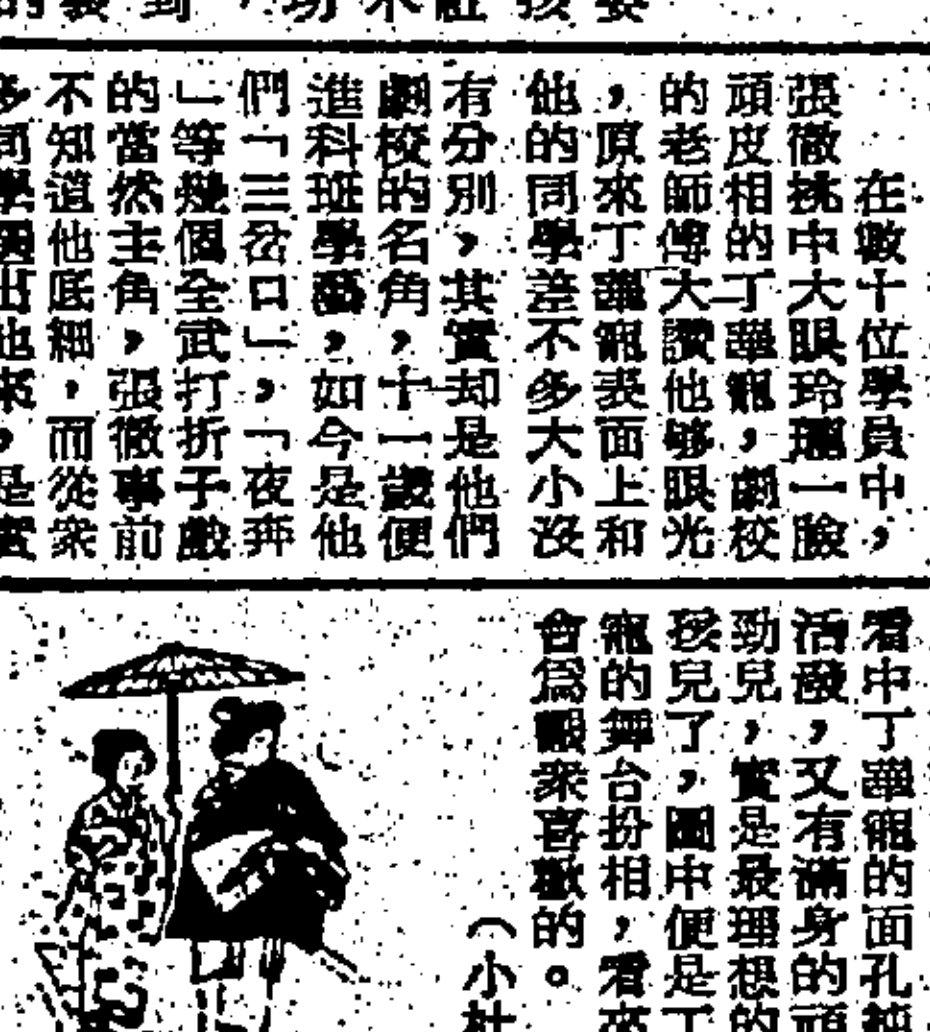 在數十位學員中，
張徹挑中大眼玲瓏一臉
頑皮相的丁華寵，劇校
的老師傅大讚他够眼光
，原來丁華寵表面上和
他的同學差不多大小沒
有分別，其實却是他們
劇校的名角，十一歲便
進科班學藝，如今是他
們「三岔口」，「夜奔
」等幾個全武打折子戲
的當然主角，張徹事前
不知道他底細，而從衆
多同學選出他來，是
看中丁華寵的面孔
活潑，又有滿身的頑
勁兒，實是最理想的
孩兒了，圖中便是丁
寵的舞台扮相，看來
會爲觀衆喜歡的。
（小杜